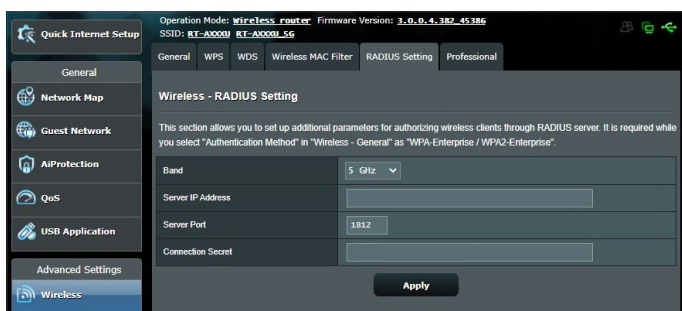 Quick Internet Setup
General
Network Map
Guest Network
AiProtection
QoS
USB Application
Advanced Settings
Wireless
Operation Mode: Wireless router Firmware Version: 3.0.0.4.382_45386
SSID: RT-AXXXU RT-AXXXU_5G
General WPS WDS Wireless MAC Filter RADIUS Setting Professional
Wireless - RADIUS Setting
This section allows you to set up additional parameters for authorizing wireless clients through RADIUS server. It is required while
you select "Authentication Method" in "Wireless - General" as "WPA-Enterprise / WPA2-Enterprise".
Band 5 GHz
Server IP Address
Server Port 1812
Connection Secret
Apply